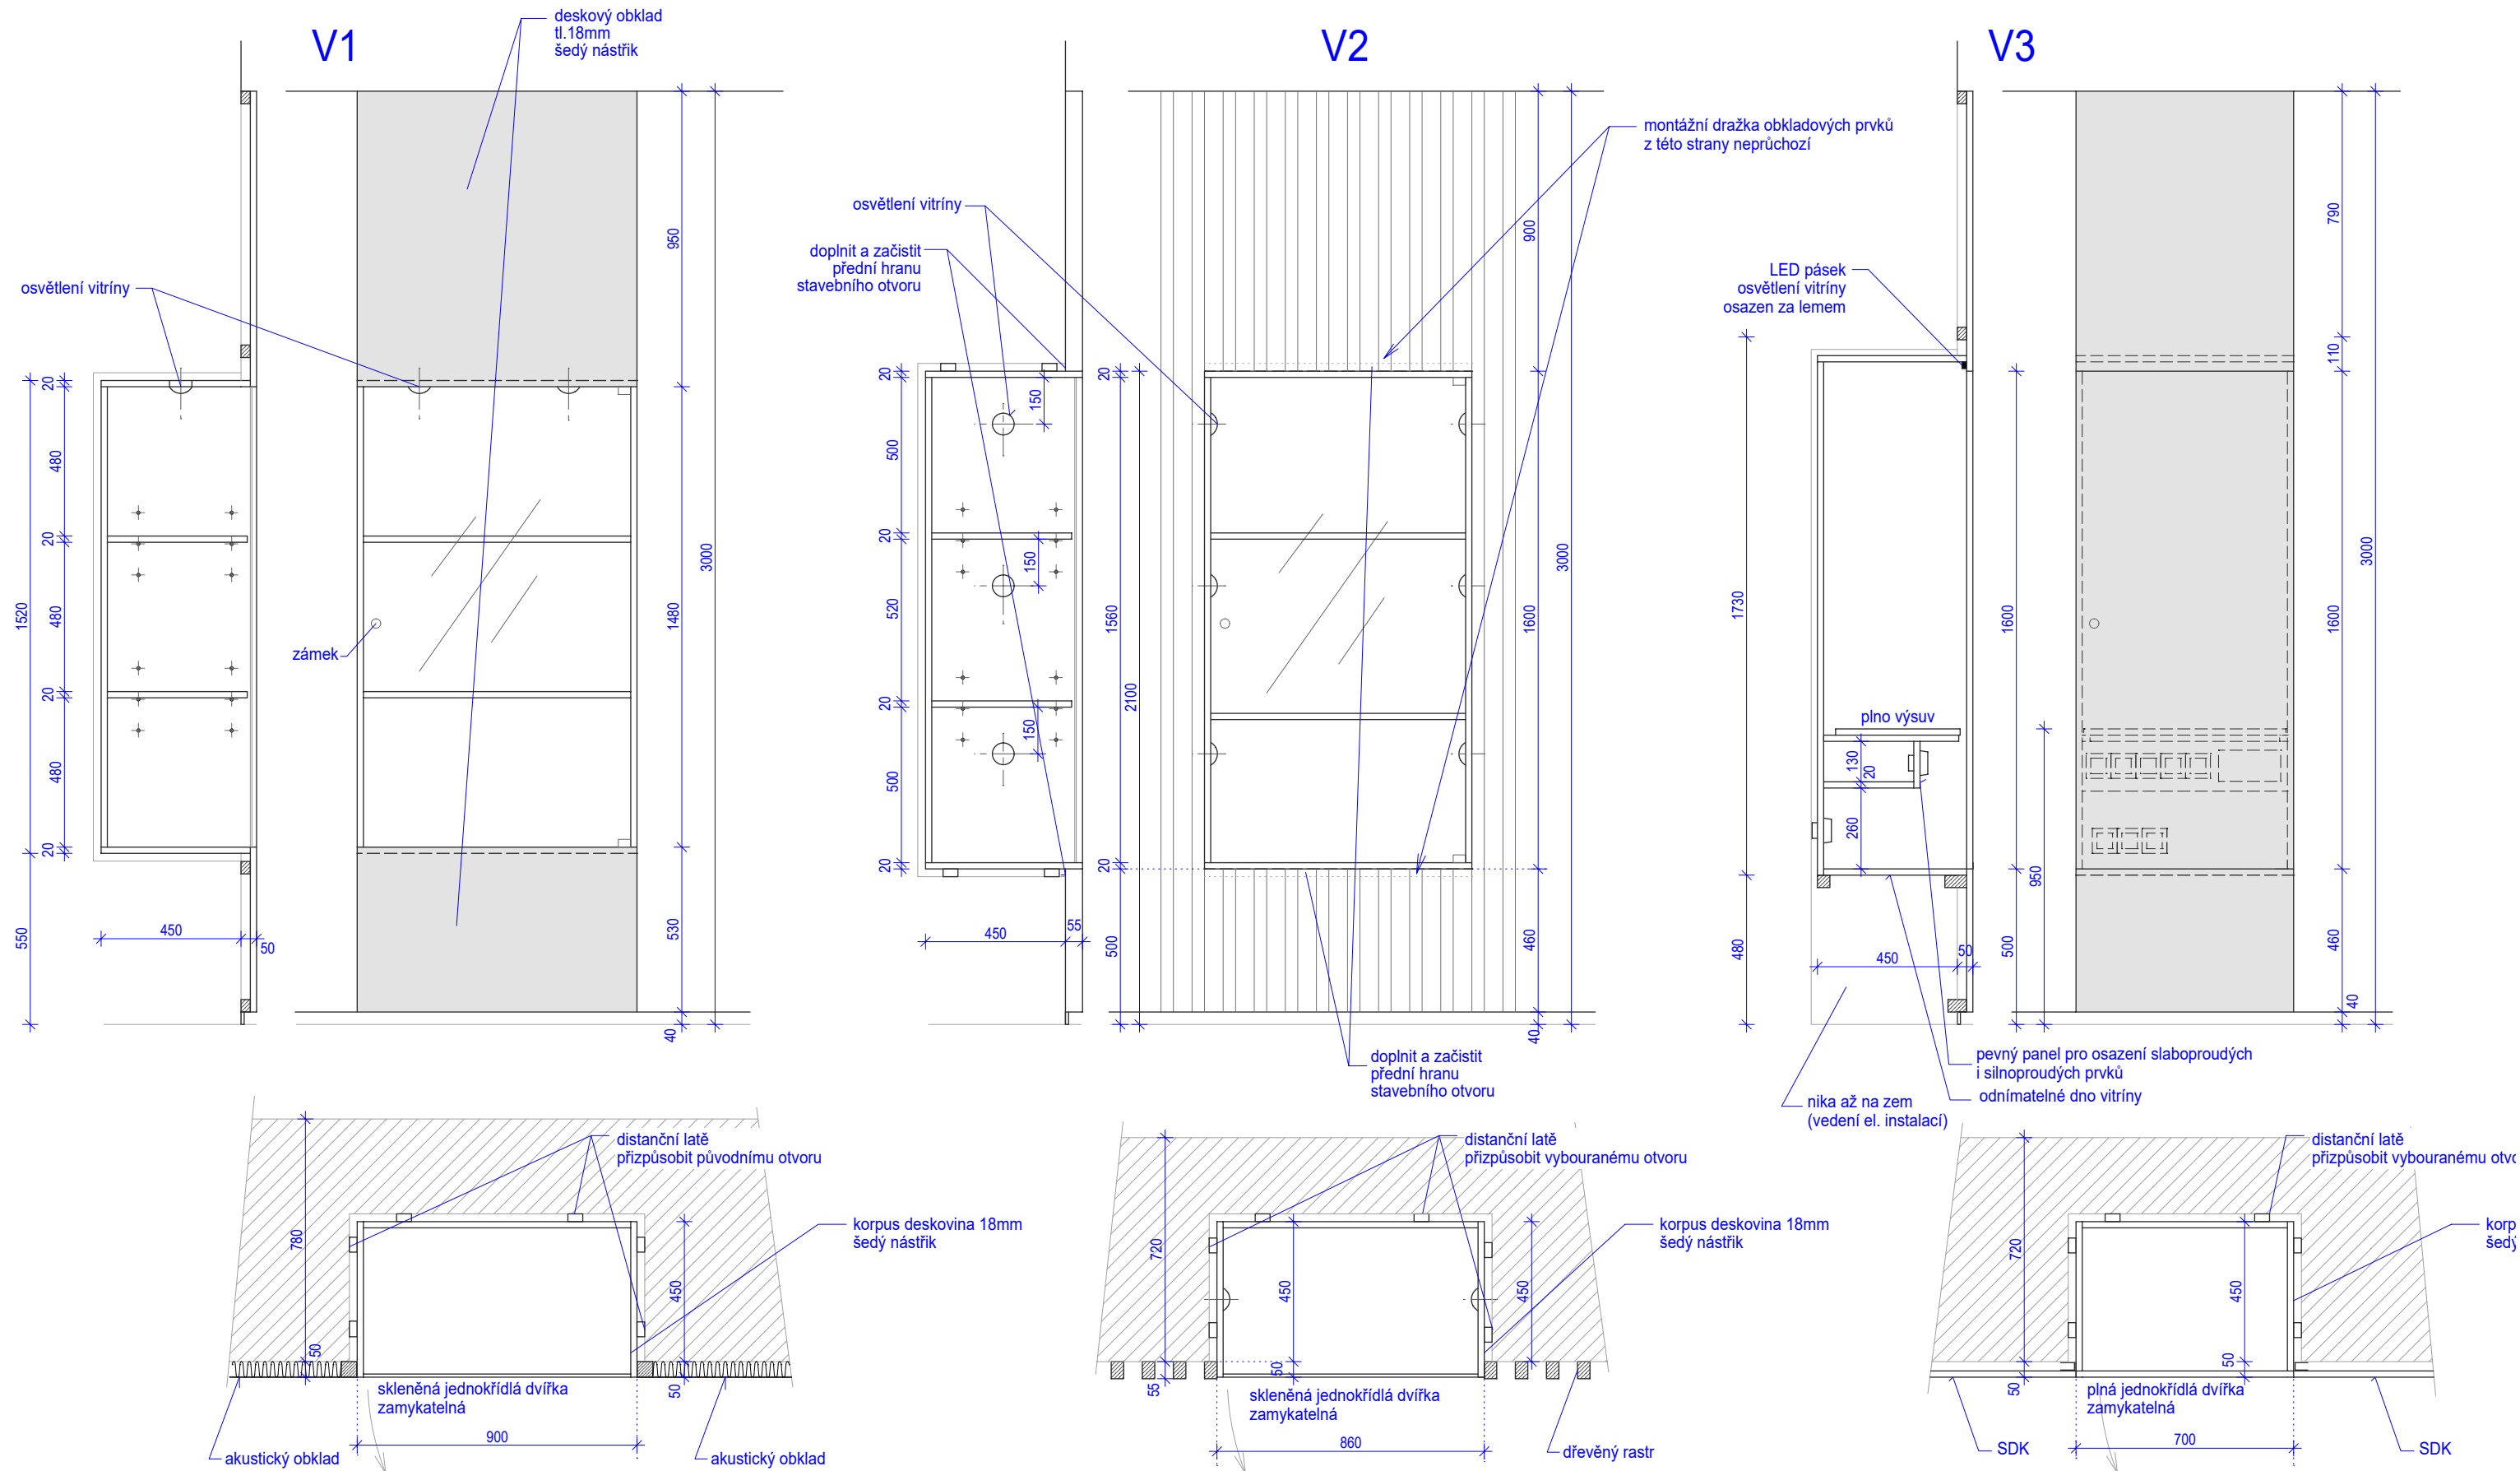 V1
deskový obklad
tl.18mm
šedý nástřik
osvětlení vitríny
zámek
950
1480
530
40
3000
20
480
20
480
20
480
20
1520
550
450
50
V2
montážní dražka obkladových prvků
z této strany neprůchozí
osvětlení vitríny
doplnit a začistit
přední hranu
stavebního otvoru
20
500
20
520
20
500
20
150
150
150
20
1560
20
2100
500
450
55
900
1600
460
40
3000
doplnit a začistit
přední hranu
stavebního otvoru
V3
LED pásek
osvětlení vitríny
osazen za lemem
1730
480
plno výsuv
130
20
260
450
50
1600
500
950
790
110
1600
460
40
3000
pevný panel pro osazení slaboproudých
i silnoproudých prvků
odnímatelné dno vitríny
nika až na zem
(vedení el. instalací)
distanční latě
přizpůsobit původnímu otvoru
korpus deskovina 18mm
šedý nástřik
780
50
450
50
skleněná jednokřídlá dvířka
zamykatelná
900
akustický obklad
akustický obklad
distanční latě
přizpůsobit vybouranému otvoru
korpus deskovina 18mm
šedý nástřik
720
55
450
50
450
skleněná jednokřídlá dvířka
zamykatelná
860
dřevěný rastr
distanční latě
přizpůsobit vybouranému otvo
korp
šedý
720
50
450
50
plná jednokřídlá dvířka
zamykatelná
700
SDK
SDK